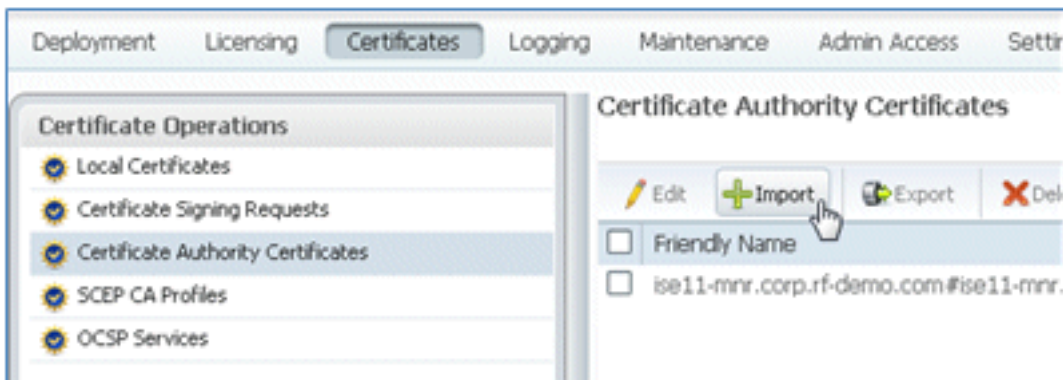 Deployment Licensing Certificates Logging Maintenance Admin Access Settin
Certificate Operations
Local Certificates
Certificate Signing Requests
Certificate Authority Certificates
SCEP CA Profiles
OCSP Services
Certificate Authority Certificates
Edit Import Export Del
Friendly Name
ise11-mnr.corp.rf-demo.com#ise11-mnr.